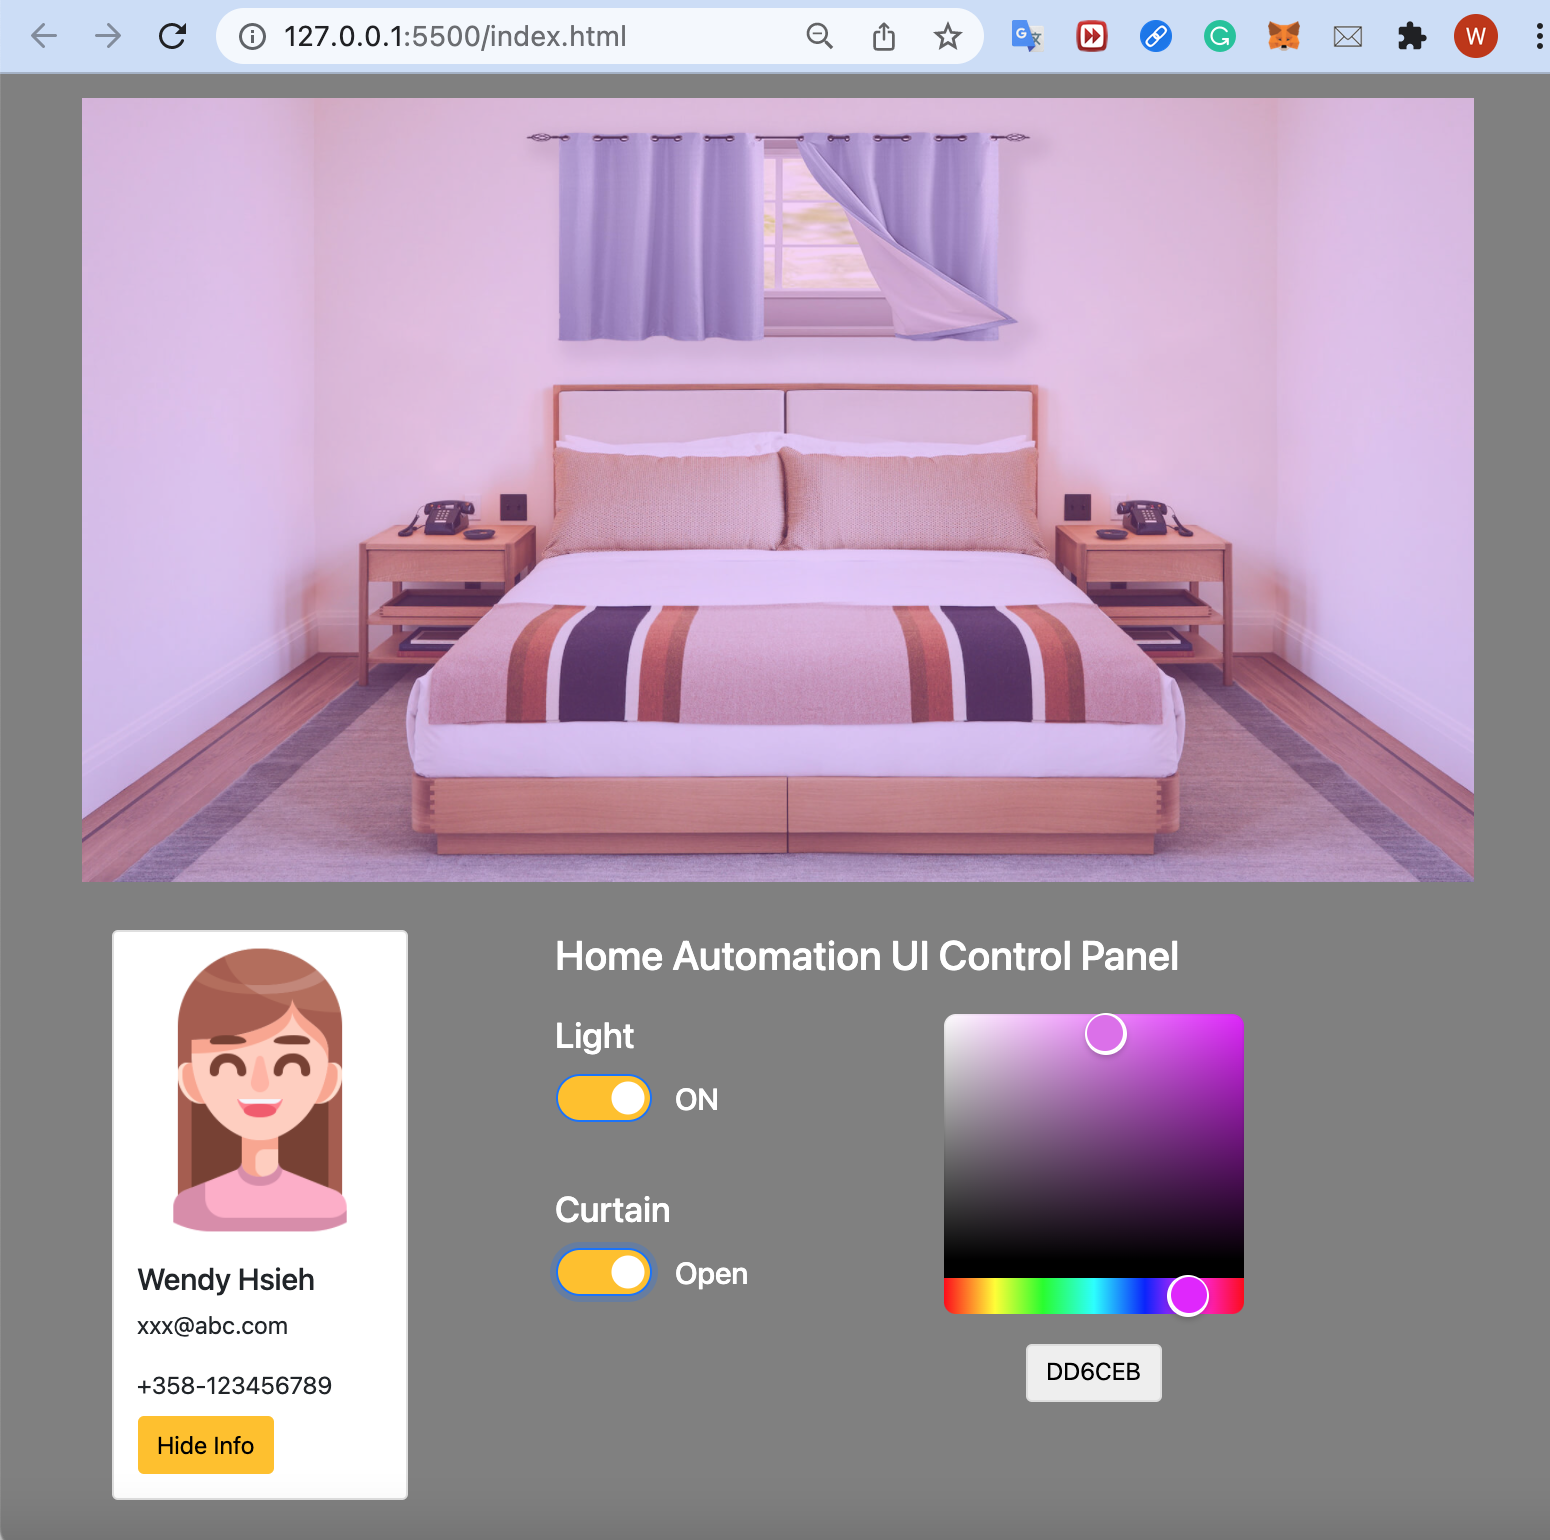 127.0.0.1:5500/index.html
W
Home Automation UI Control Panel
Light
ON
Curtain
Open
DD6CEB
Wendy Hsieh
xxx@abc.com
+358-123456789
Hide Info